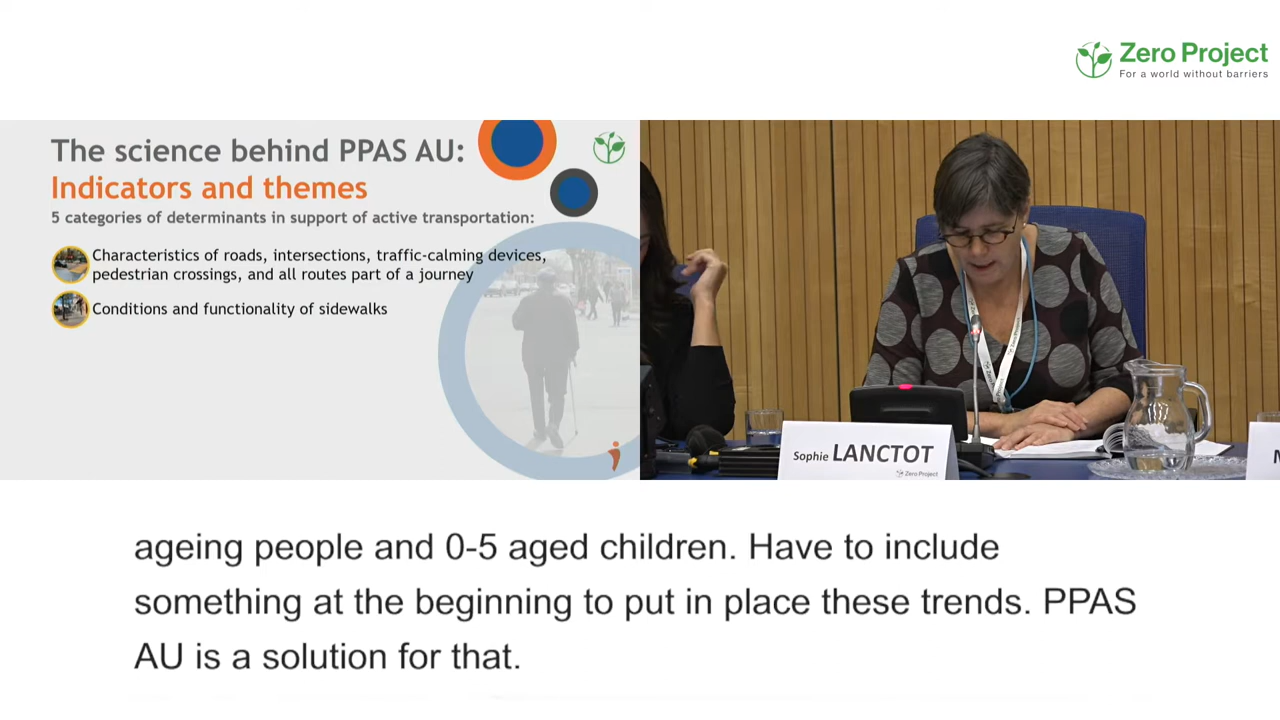 Zero Project
For a world without barriers
The science behind PPAS AU:
Indicators and themes
5 categories of determinants in support of active transportation:
Characteristics of roads, intersections, traffic-calming devices,
pedestrian crossings, and all routes part of a journey
Conditions and functionality of sidewalks
Sophie LANCTOT
Zero Project
ageing people and 0-5 aged children. Have to include
something at the beginning to put in place these trends. PPAS
AU is a solution for that.